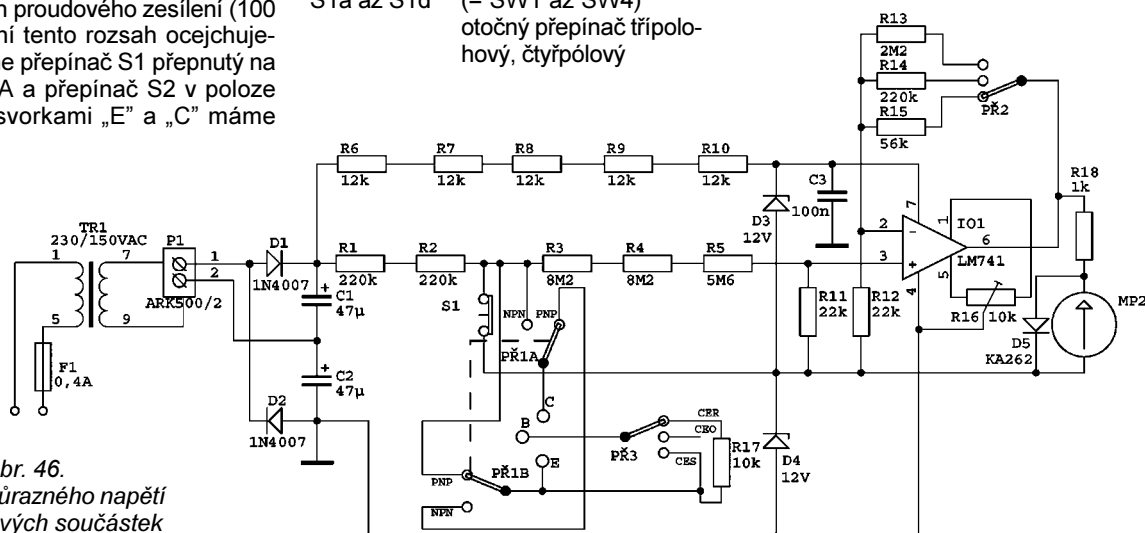 n proudového zesílení (100
ní tento rozsah ocejchuje-
ne přepínač S1 přepnutý na
A a přepínač S2 v poloze
svorkami „E” a „C” máme
S1a až S1d (= SW1 až SW4)
otočný přepínač třípolo-
hový, čtyřpólový
R13
2M2
R14
220k
R15
56k
PŘ2
R6
12k
R7
12k
R8
12k
R9
12k
R10
12k
C3
100n
D3
12V
R18
1k
TR1
230/150VAC
1
7
5
9
P1
1
2
ARK500/2
F1
0,4A
D1
1N4007
D2
1N4007
C1
47µ
C2
47µ
+
+
R1
220k
R2
220k
R3
8M2
R4
8M2
R5
5M6
S1
NPN
PNP
PŘ1A
C
B
E
PNP
PŘ1B
NPN
PŘ3
CER
CEO
CES
R17
10k
D4
12V
R11
22k
R12
22k
2
-
3
+
7
1
IO1
6
LM741
5
4
R16 10k
D5
KA262
MP2
br. 46.
ůrazného napětí
vých součástek